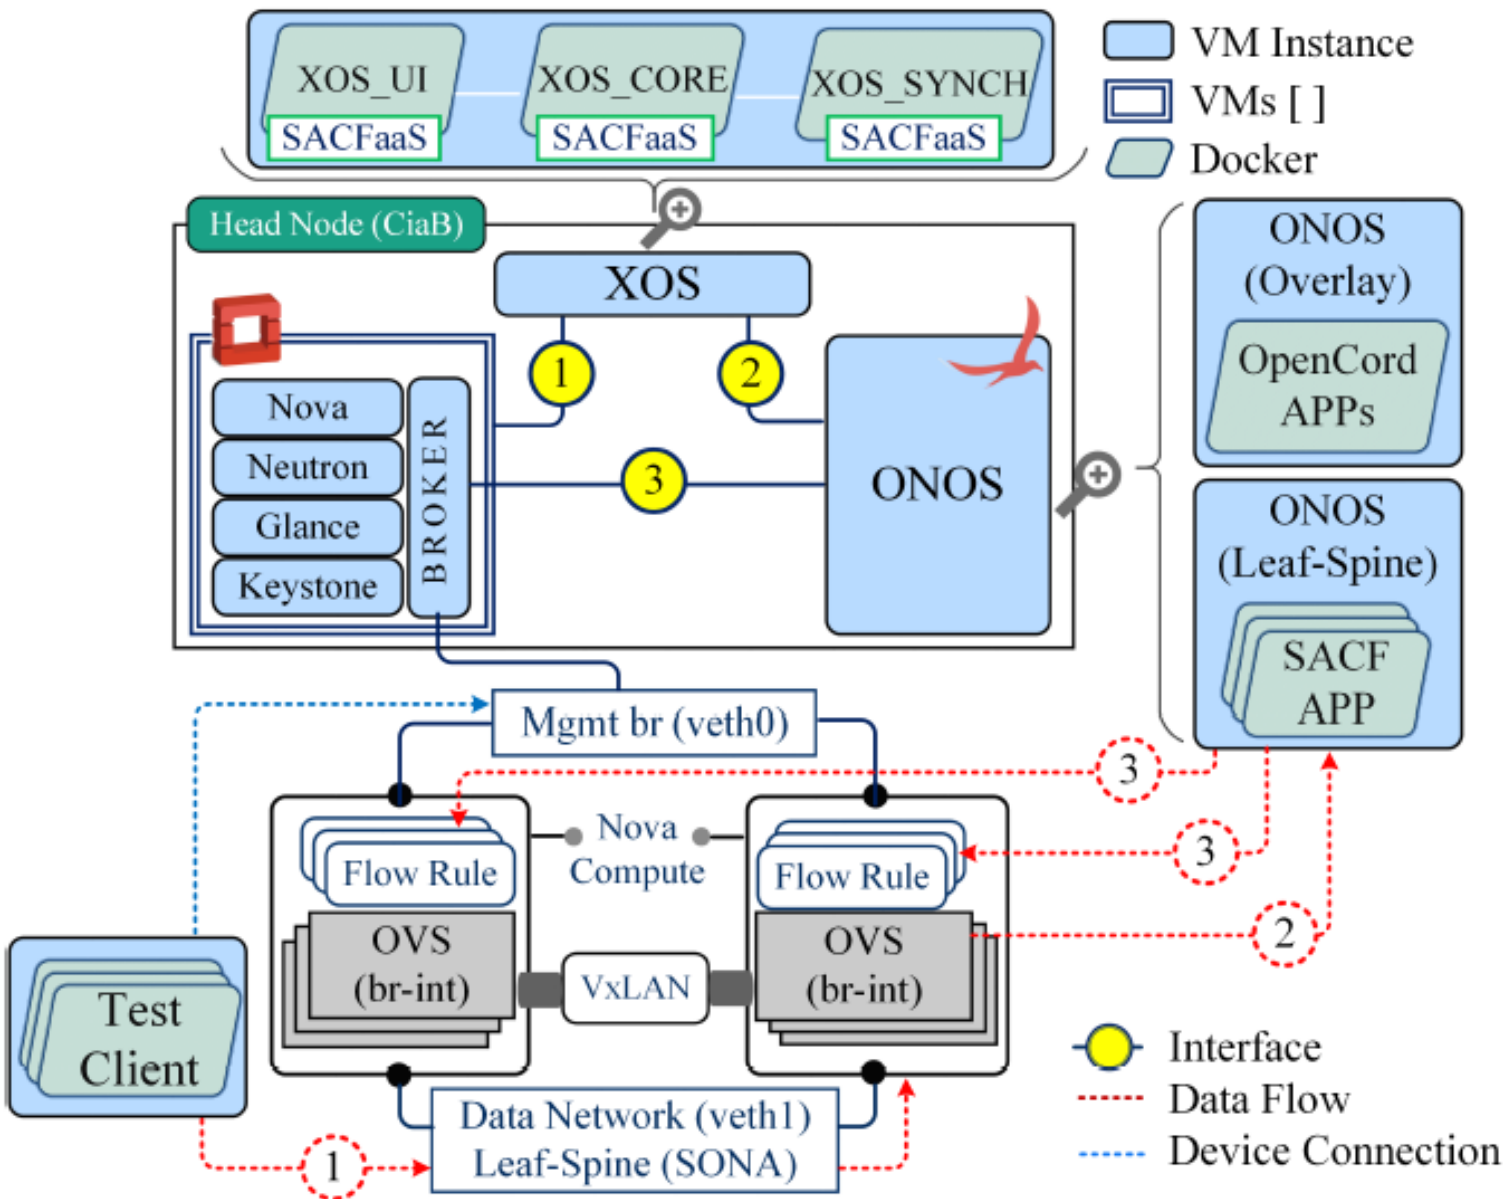 XOS_UI
XOS_CORE
XOS_SYNCH
SACFaaS
SACFaaS
SACFaaS
VM Instance
VMs [ ]
Docker
Head Node (CiaB)
XOS
1
2
3
Nova
Neutron
Glance
Keystone
BROKER
ONOS
ONOS
(Overlay)
OpenCord
APPs
ONOS
(Leaf-Spine)
SACF
APP
Mgmt br (veth0)
3
3
2
Nova
Compute
Flow Rule
Flow Rule
OVS
(br-int)
VxLAN
OVS
(br-int)
Test
Client
1
Data Network (veth1)
Leaf-Spine (SONA)
Interface
Data Flow
Device Connection